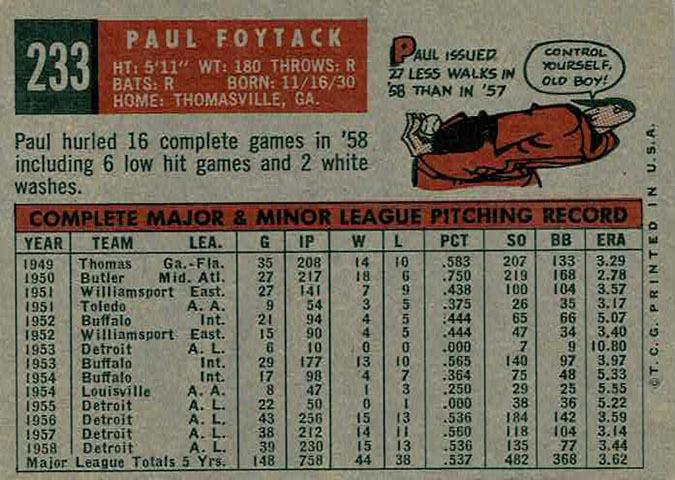 233
PAUL FOYTACK
HT: 5'11" WT: 180 THROWS: R
BATS: R BORN: 11/16/30
HOME: THOMASVILLE, GA.
PAUL ISSUED
27 LESS WALKS IN
'58 THAN IN '57
CONTROL
YOURSELF,
OLD BOY!
Paul hurled 16 complete games in '58
including 6 low hit games and 2 white
washes.
COMPLETE MAJOR & MINOR LEAGUE PITCHING RECORD
YEAR TEAM LEA. G IP W L PCT SO BB ERA
1949 Thomas Ga.-Fla. 35 208 14 10 .583 207 133 3.29
1950 Butler Mid. Atl. 27 217 18 6 .750 219 168 2.78
1951 Williamsport East. 27 141 7 9 .438 100 104 3.57
1951 Toledo A. A. 9 54 3 5 .375 26 35 3.17
1952 Buffalo Int. 21 94 4 5 .444 65 66 5.07
1952 Williamsport East. 15 90 4 5 .444 47 34 3.40
1953 Detroit A. L. 6 10 0 0 .000 7 9 10.80
1953 Buffalo Int. 29 177 13 10 .565 140 97 3.97
1954 Buffalo Int. 17 98 4 7 .364 75 48 5.33
1954 Louisville A. A. 8 47 1 3 .250 29 25 5.55
1955 Detroit A. L. 22 50 0 1 .000 38 36 5.22
1956 Detroit A. L. 43 256 15 13 .536 184 142 3.59
1957 Detroit A. L. 38 212 14 11 .560 118 104 3.14
1958 Detroit A. L. 39 230 15 13 .536 135 77 3.44
Major League Totals 5 Yrs. 148 758 44 38 .537 482 368 3.62
©T.C.G. PRINTED IN U.S.A.